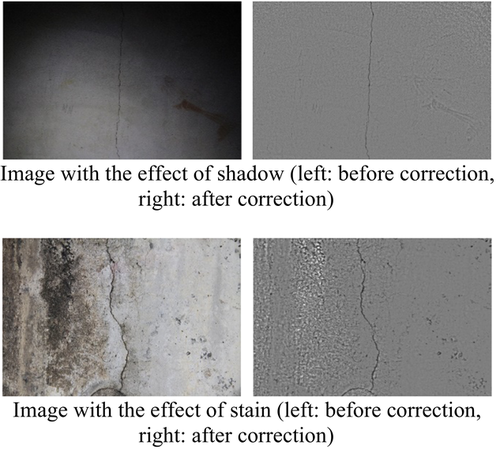 Image with the effect of shadow (left: before correction,
right: after correction)
Image with the effect of stain (left: before correction,
right: after correction)